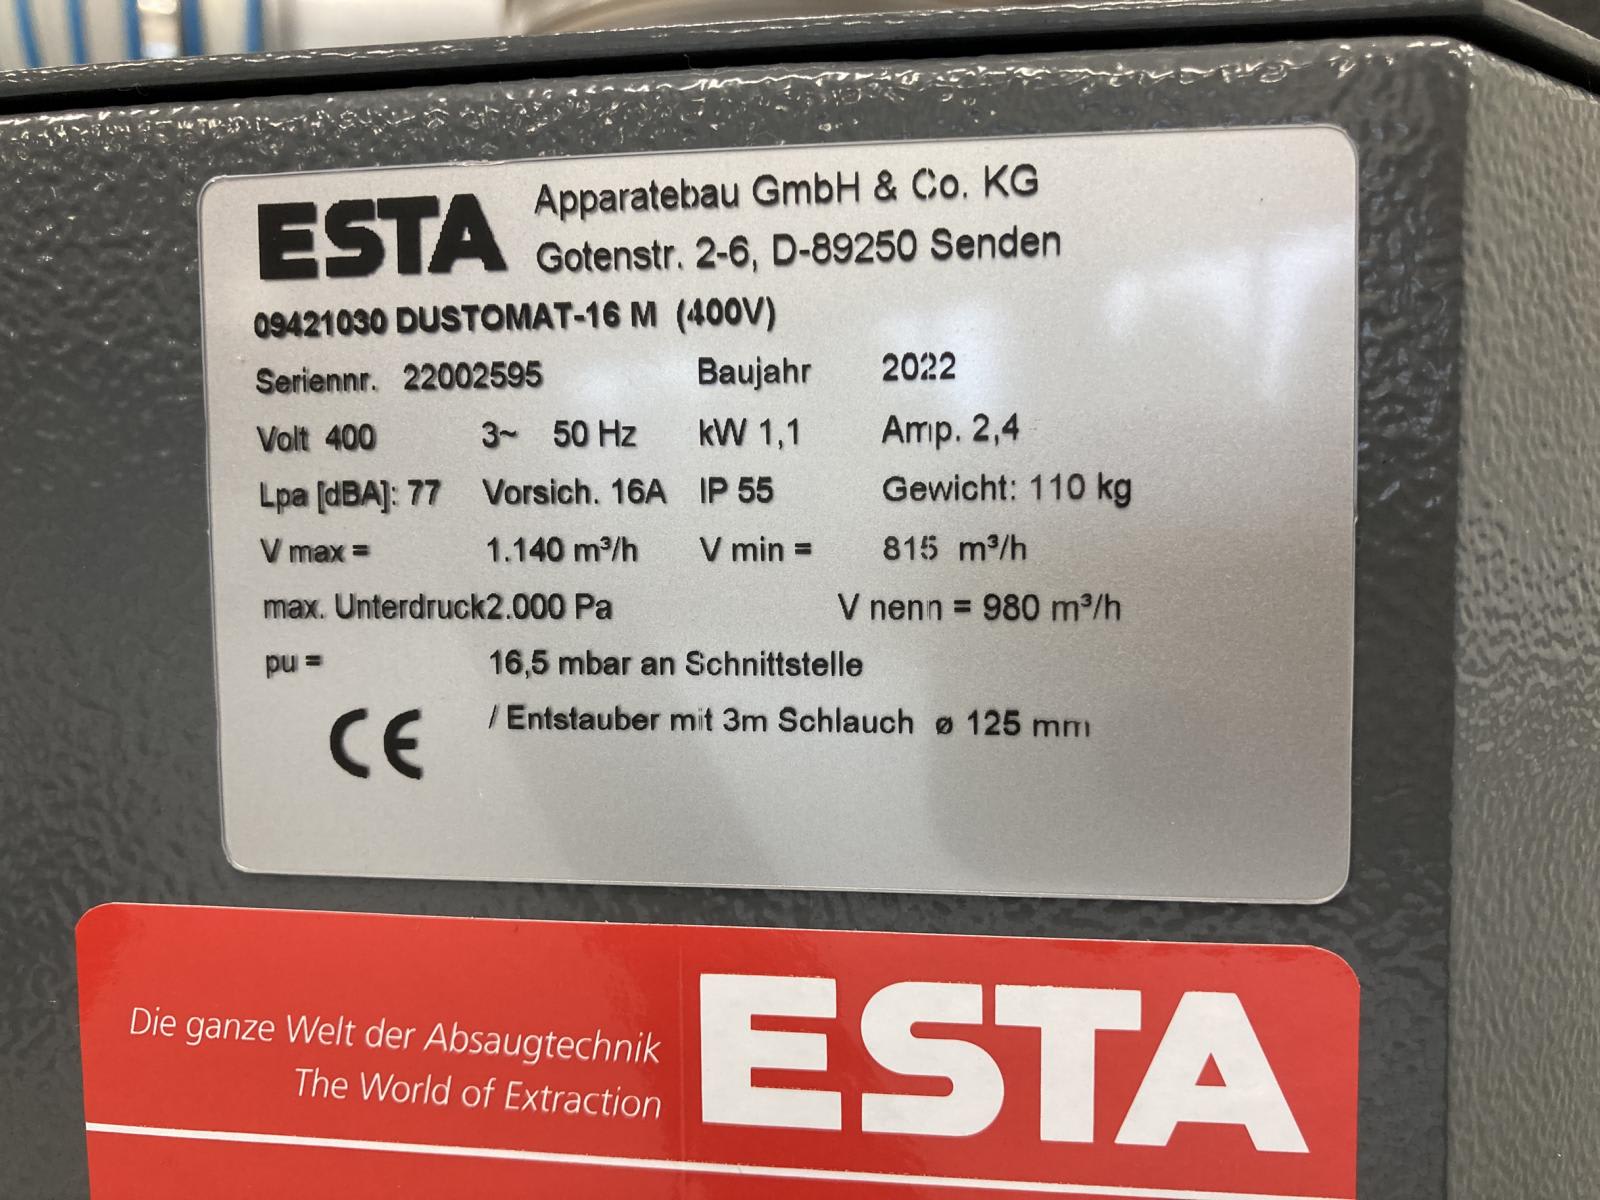 ESTA Apparatebau GmbH & Co. KG
Gotenstr. 2-6, D-89250 Senden
09421030 DUSTOMAT-16 M (400V)
Seriennr. 22002595 Baujahr 2022
Volt 400 3~ 50 Hz kW 1,1 Amp. 2,4
Lpa [dBA]: 77 Vorsich. 16A IP 55 Gewicht: 110 kg
V max = 1.140 m³/h V min = 815 m³/h
max. Unterdruck2.000 Pa V nenn = 980 m³/h
pu = 16,5 mbar an Schnittstelle
CE / Entstauber mit 3m Schlauch ø 125 mm
Die ganze Welt der Absaugtechnik
The World of Extraction
ESTA